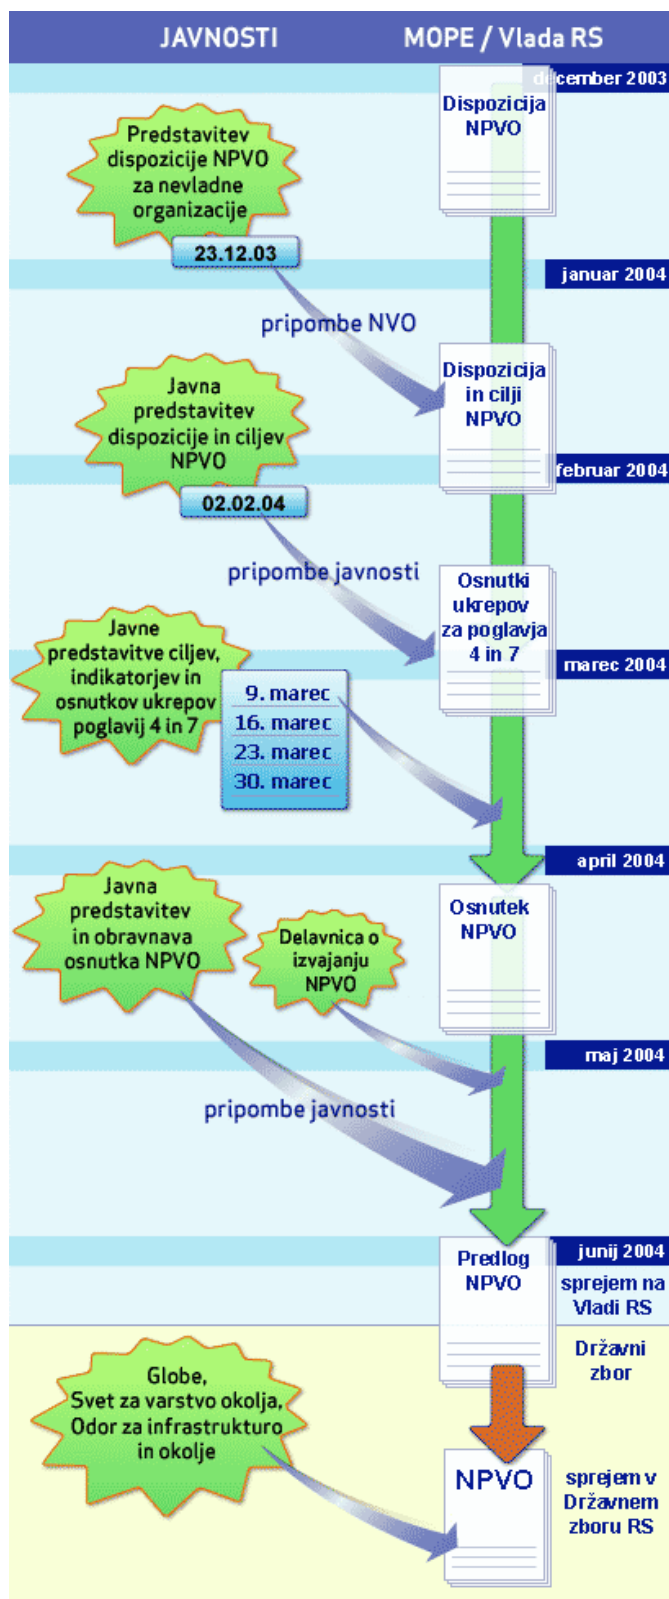 JAVNOSTI
MOPE / Vlada RS
december 2003
Dispozicija
NPVO
Predstavitev
dispozicije NPVO
za nevladne
organizacije
23.12.03
januar 2004
pripombe NVO
Dispozicija
in cilji
NPVO
Javna
predstavitev
dispozicije in ciljev
NPVO
februar 2004
02.02.04
pripombe javnosti
Osnutki
ukrepov
za poglavja
4 in 7
Javne
predstavitve ciljev,
indikatorjev in
osnutkov ukrepov
poglavij 4 in 7
marec 2004
9. marec
16. marec
23. marec
30. marec
april 2004
Javna
predstavitev
in obravnava
osnutka NPVO
Delavnica o
izvajanju
NPVO
Osnutek
NPVO
maj 2004
pripombe javnosti
junij 2004
Predlog
NPVO
sprejem na
Vladi RS
Državni
zbor
Globe,
Svet za varstvo okolja,
Odor za infrastrukturo
in okolje
NPVO
sprejem v
Državnem
zboru RS